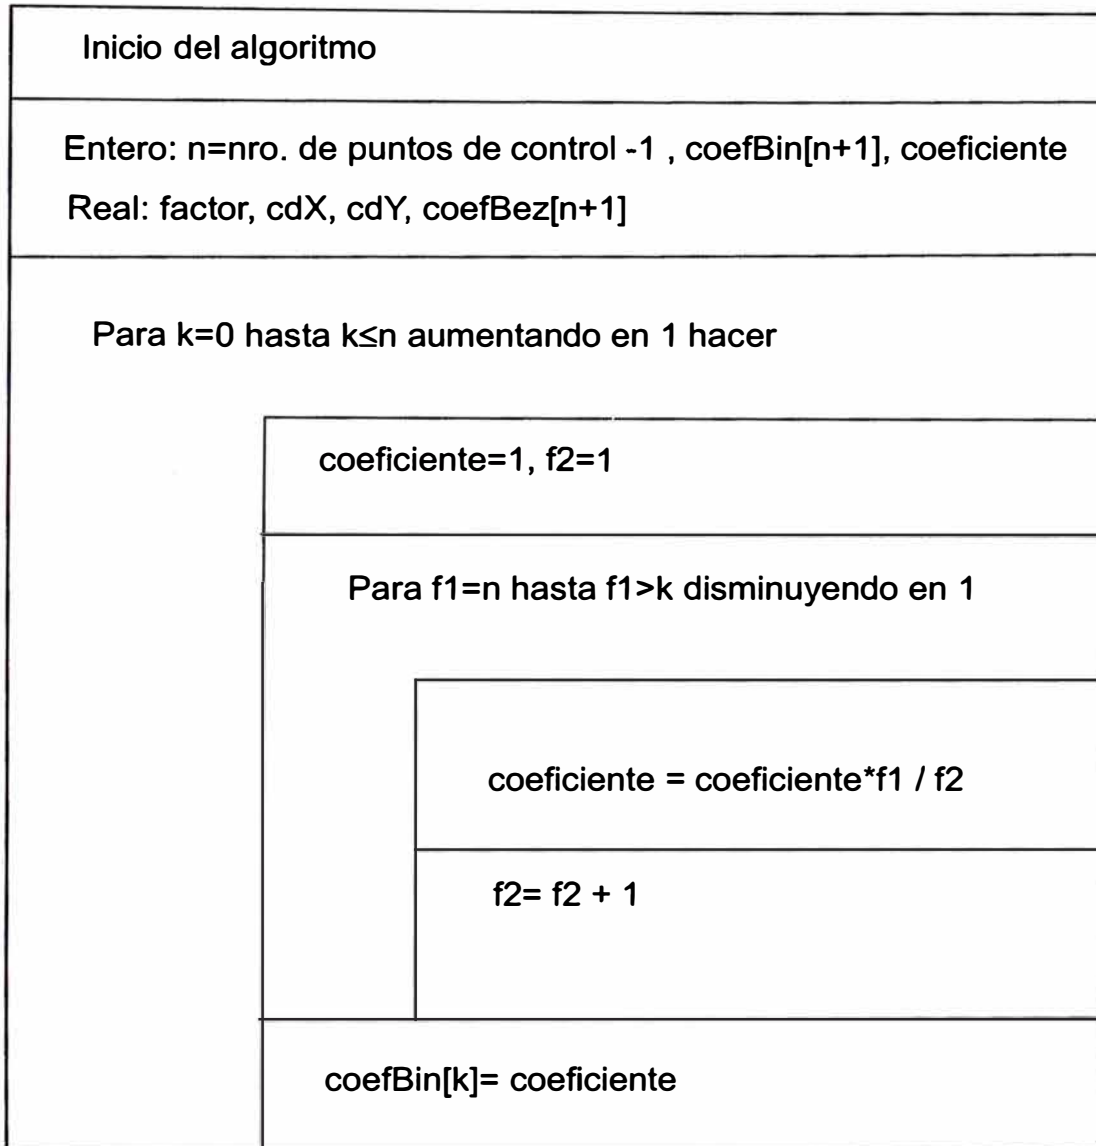 Inicio del algoritmo
Entero: n=nro. de puntos de control -1 , coefBin[n+1], coeficiente
Real: factor, cdX, cdY, coefBez[n+1]
Para k=0 hasta k≤n aumentando en 1 hacer
coeficiente=1, f2=1
Para f1=n hasta f1>k disminuyendo en 1
coeficiente = coeficiente*f1 / f2
f2= f2 + 1
coefBin[k]= coeficiente